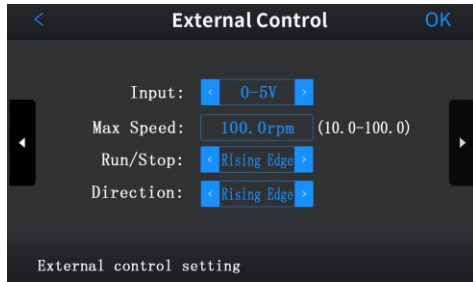 < External Control OK
Input: < 0-5V >
Max Speed: 100.0rpm (10.0-100.0)
Run/Stop: < Rising Edge >
Direction: < Rising Edge >
External control setting